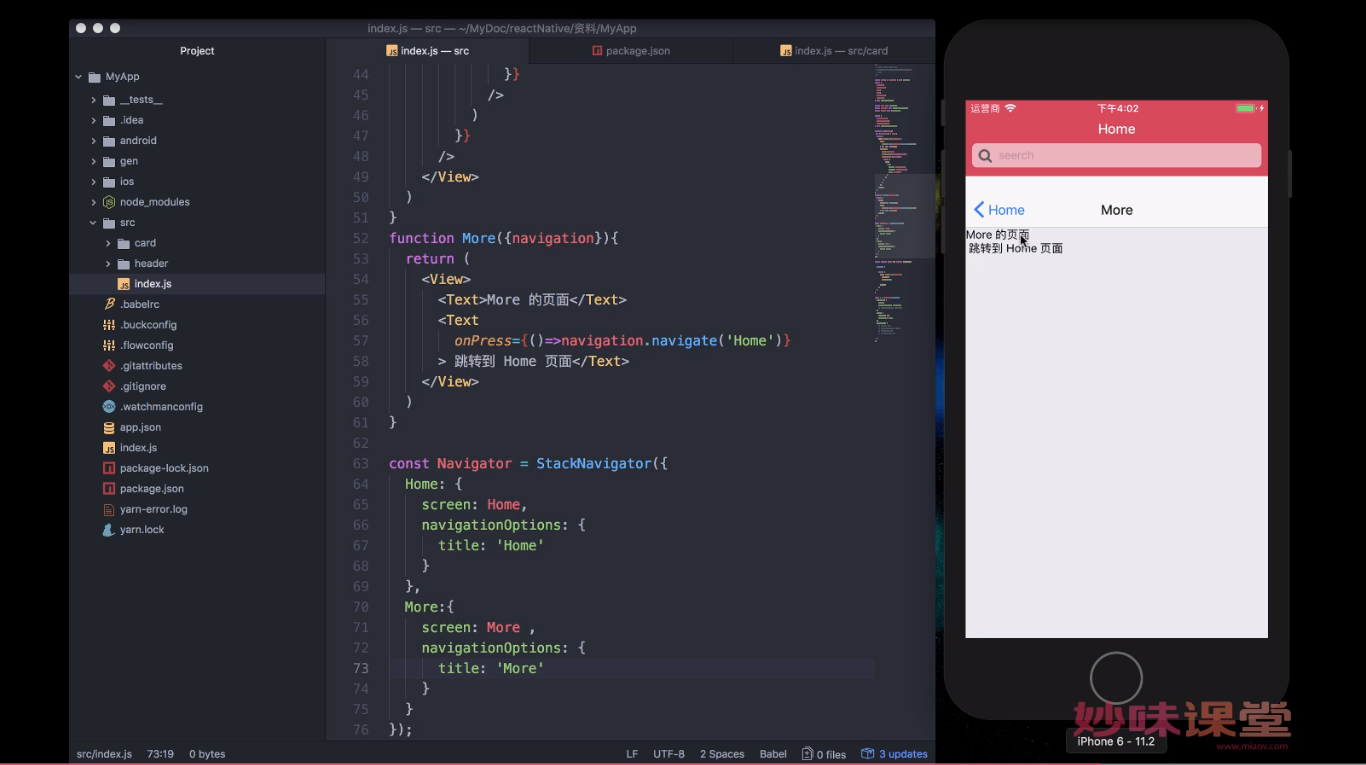 index.js — src — ~/MyDoc/reactNative/资料/MyApp
Project
index.js — src
package.json
index.js — src/card
MyApp
__tests__
.idea
android
gen
ios
node_modules
src
card
header
index.js
.babelrc
.buckconfig
.flowconfig
.gitattributes
.gitignore
.watchmanconfig
app.json
index.js
package-lock.json
package.json
yarn-error.log
yarn.lock
44 }}
45 />
46 )
47 }}
48 />
49 </View>
50 )
51 }
52 function More({navigation}){
53 return (
54 <View>
55 <Text>More 的页面</Text>
56 <Text
57 onPress={()=>navigation.navigate('Home')}
58 > 跳转到 Home 页面</Text>
59 </View>
60 )
61 }
62
63 const Navigator = StackNavigator({
64 Home: {
65 screen: Home,
66 navigationOptions: {
67 title: 'Home'
68 }
69 },
70 More:{
71 screen: More ,
72 navigationOptions: {
73 title: 'More'
74 }
75 }
76 });
src/index.js 73:19 0 bytes
LF UTF-8 2 Spaces Babel 0 files 3 updates
运营商 下午4:02
Home
seerch
Home More
More 的页面
跳转到 Home 页面
妙味课堂
www.miaov.com
iPhone 6 - 11.2